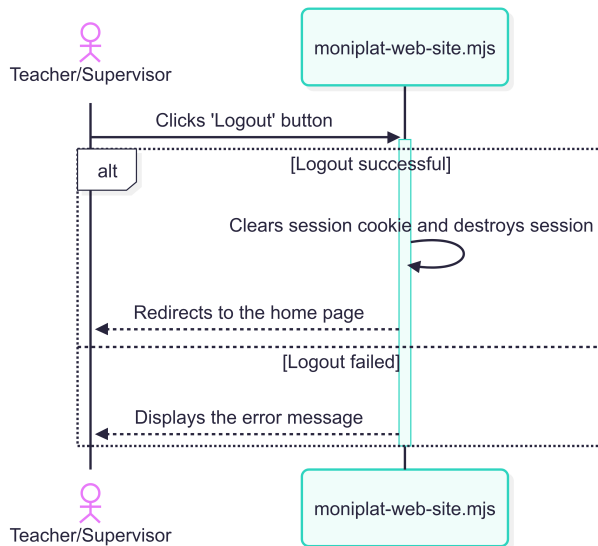 Teacher/Supervisor
moniplat-web-site.mjs
Clicks 'Logout' button
alt
[Logout successful]
Clears session cookie and destroys session
Redirects to the home page
[Logout failed]
Displays the error message
Teacher/Supervisor
moniplat-web-site.mjs